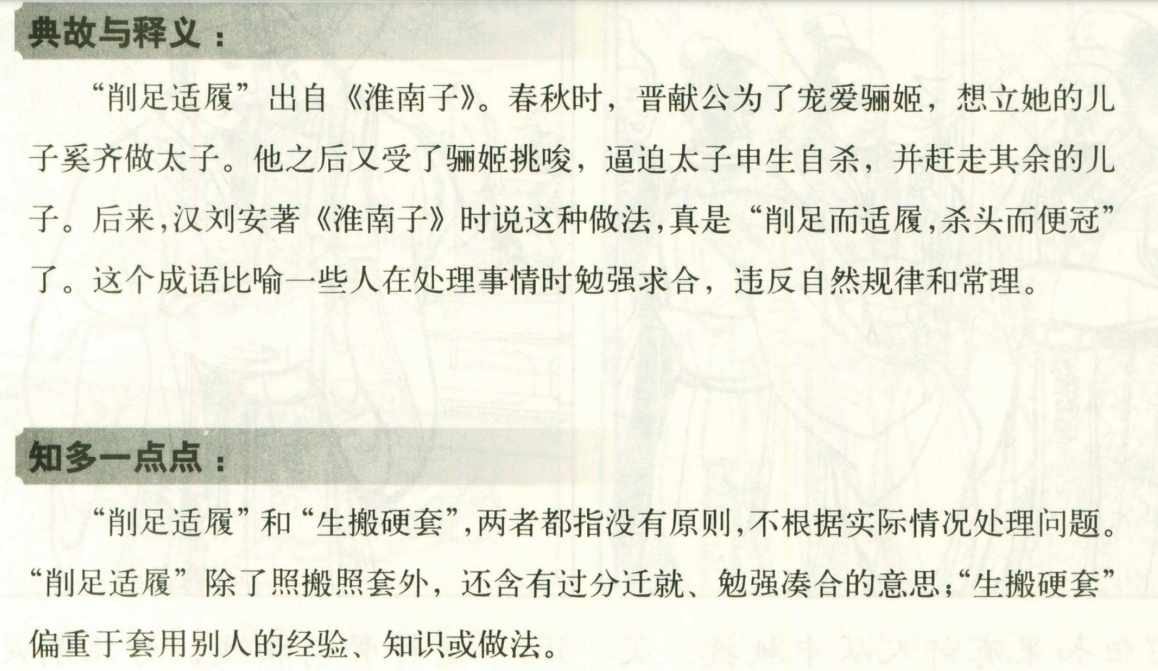 典故与释义：
“削足适履”出自《淮南子》。春秋时，晋献公为了宠爱骊姬，想立她的儿
子奚齐做太子。他之后又受了骊姬挑唆，逼迫太子申生自杀，并赶走其余的儿
子。后来，汉刘安著《淮南子》时说这种做法，真是“削足而适履，杀头而便冠”
了。这个成语比喻一些人在处理事情时勉强求合，违反自然规律和常理。
知多一点点：
“削足适履”和“生搬硬套”，两者都指没有原则，不根据实际情况处理问题。
“削足适履”除了照搬照套外，还含有过分迁就、勉强凑合的意思；“生搬硬套”
偏重于套用别人的经验、知识或做法。